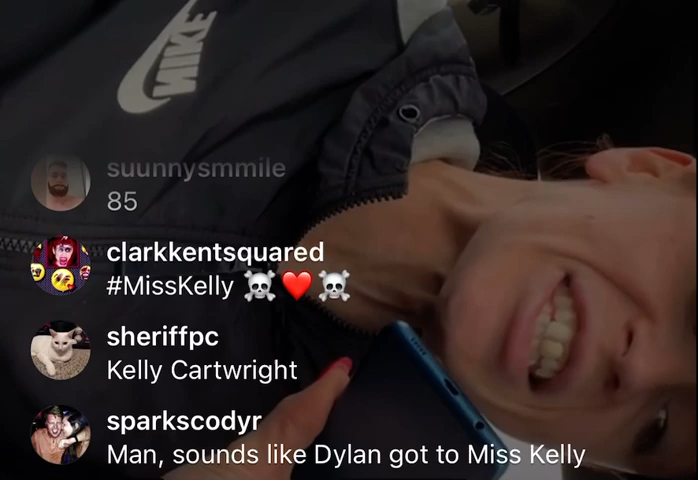 NIKE
suunnysmmile
85
clarkkentsquared
#MissKelly ☠️❤️☠️
sheriffpc
Kelly Cartwright
sparkscodyr
Man, sounds like Dylan got to Miss Kelly